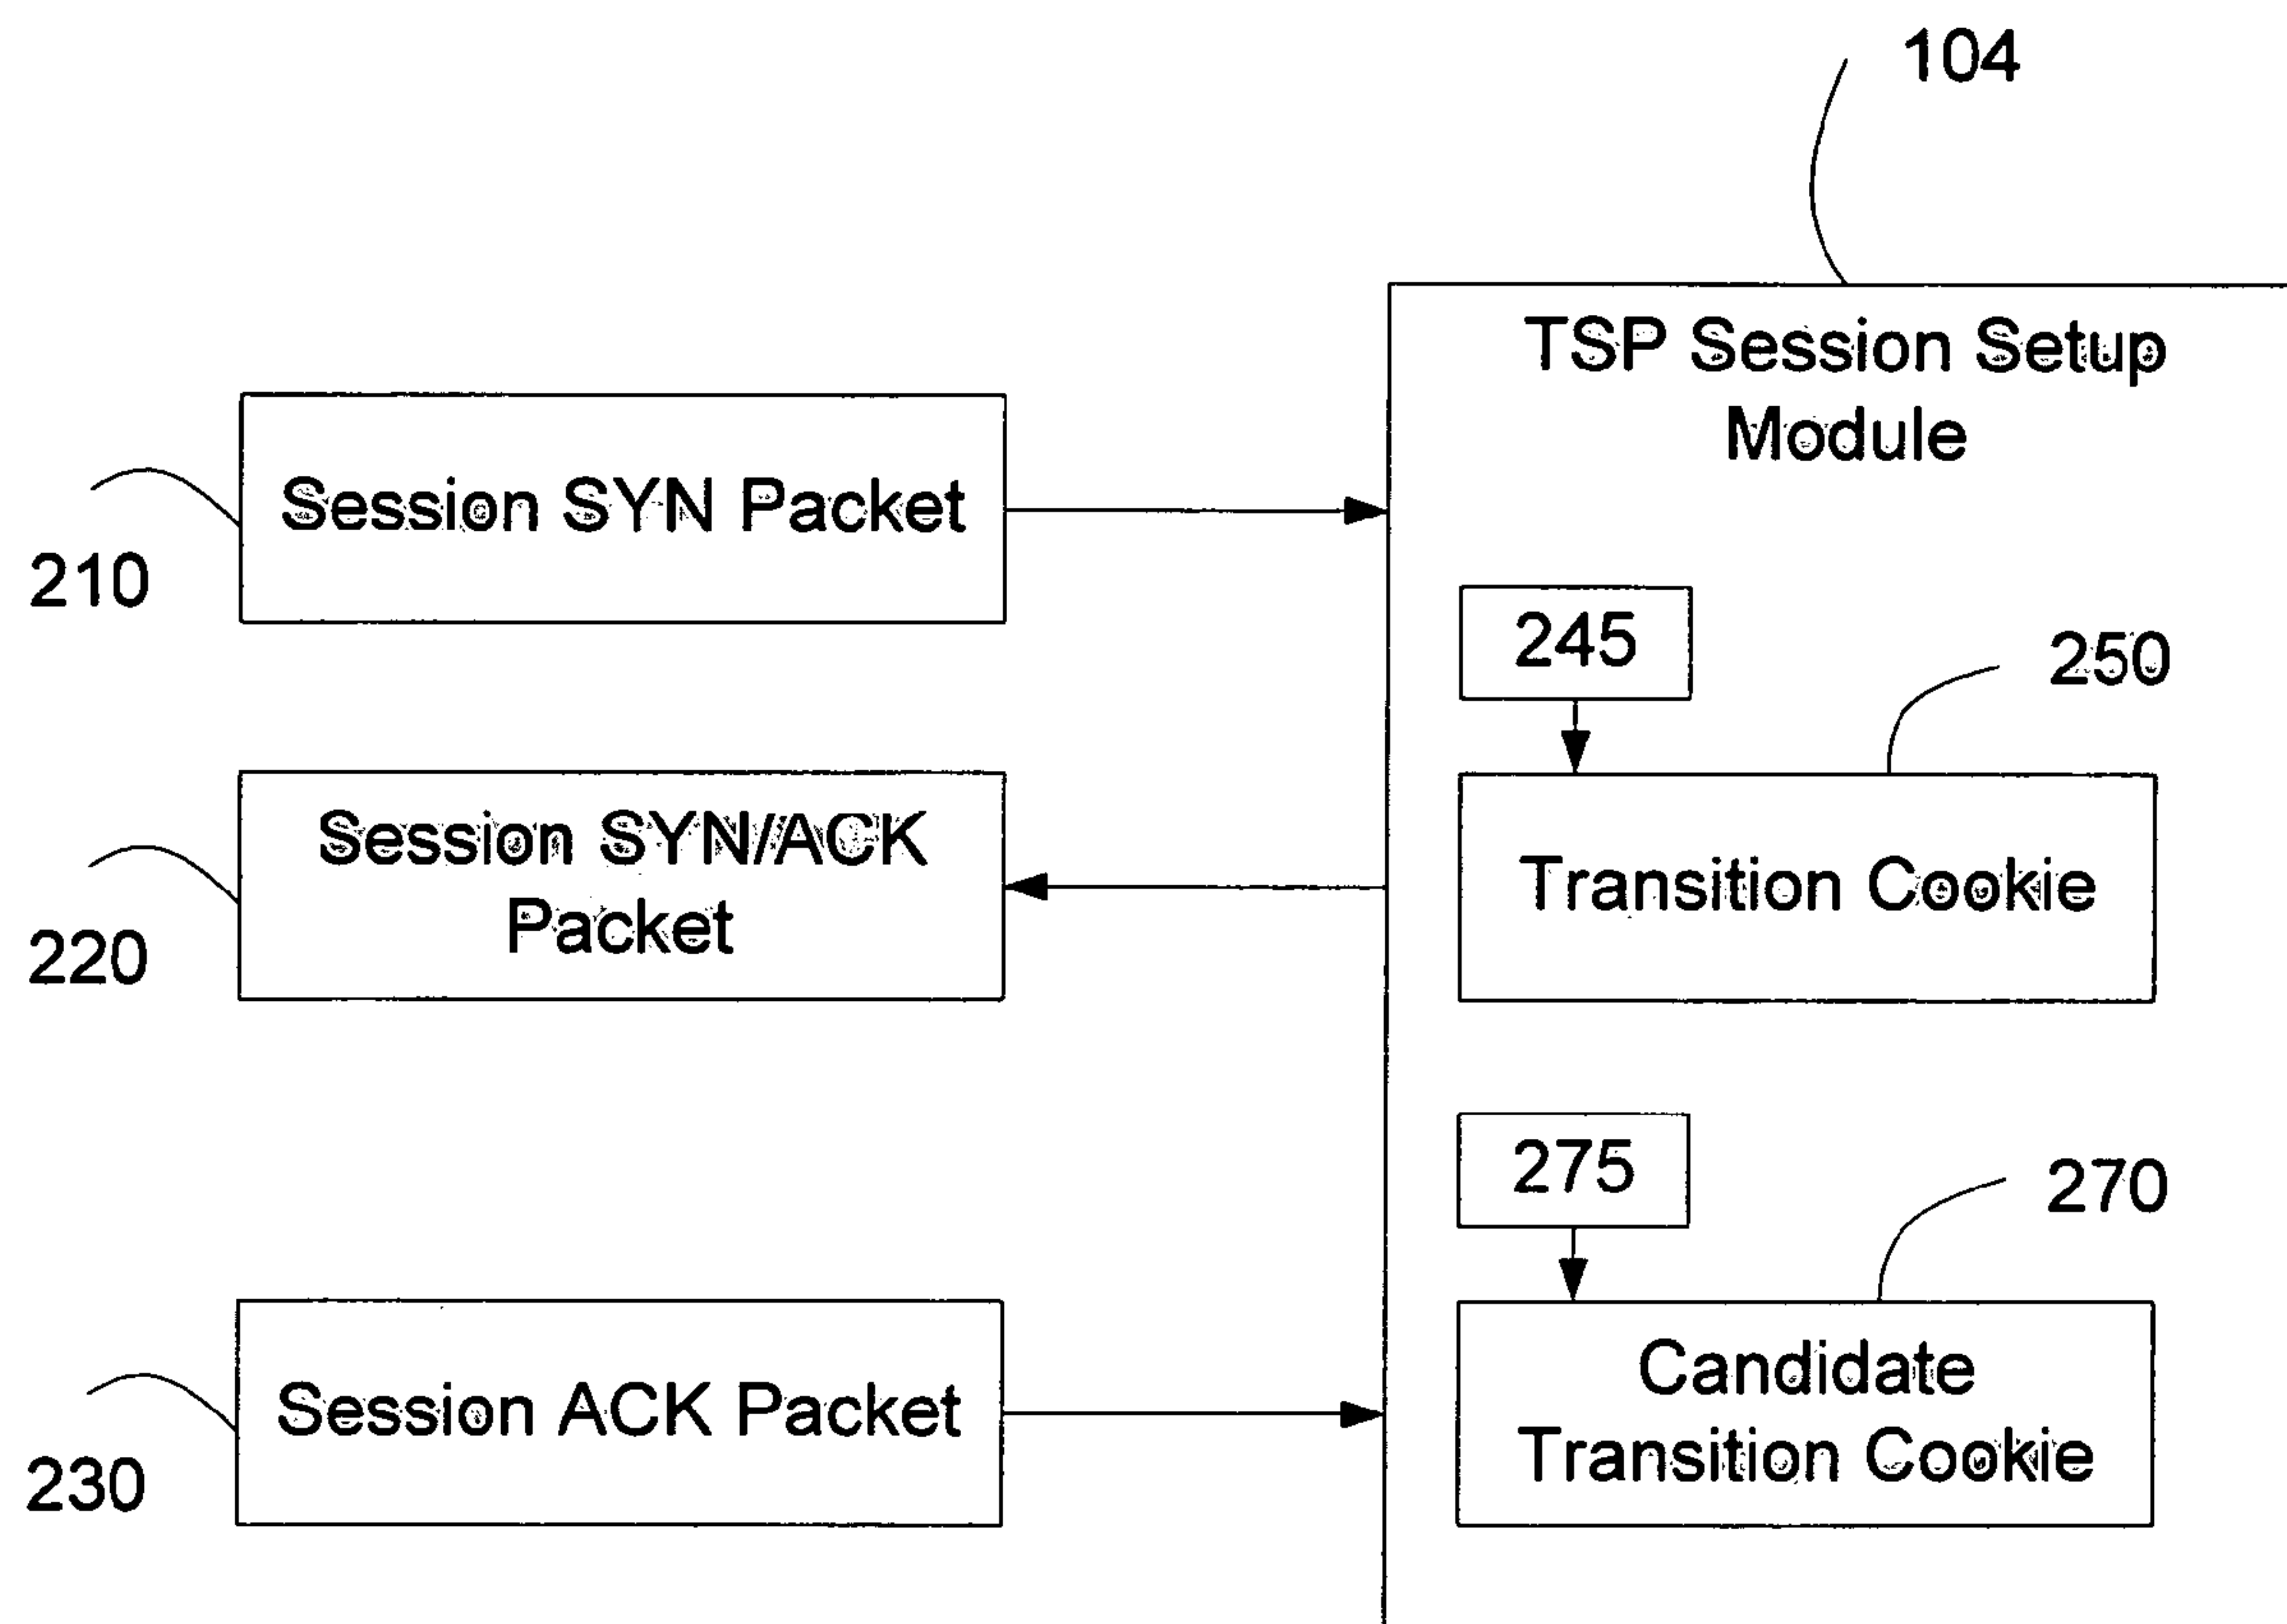 104
TSP Session Setup
Module
Session SYN Packet
210
245
250
Session SYN/ACK
Packet
220
Transition Cookie
275
270
Session ACK Packet
230
Candidate
Transition Cookie